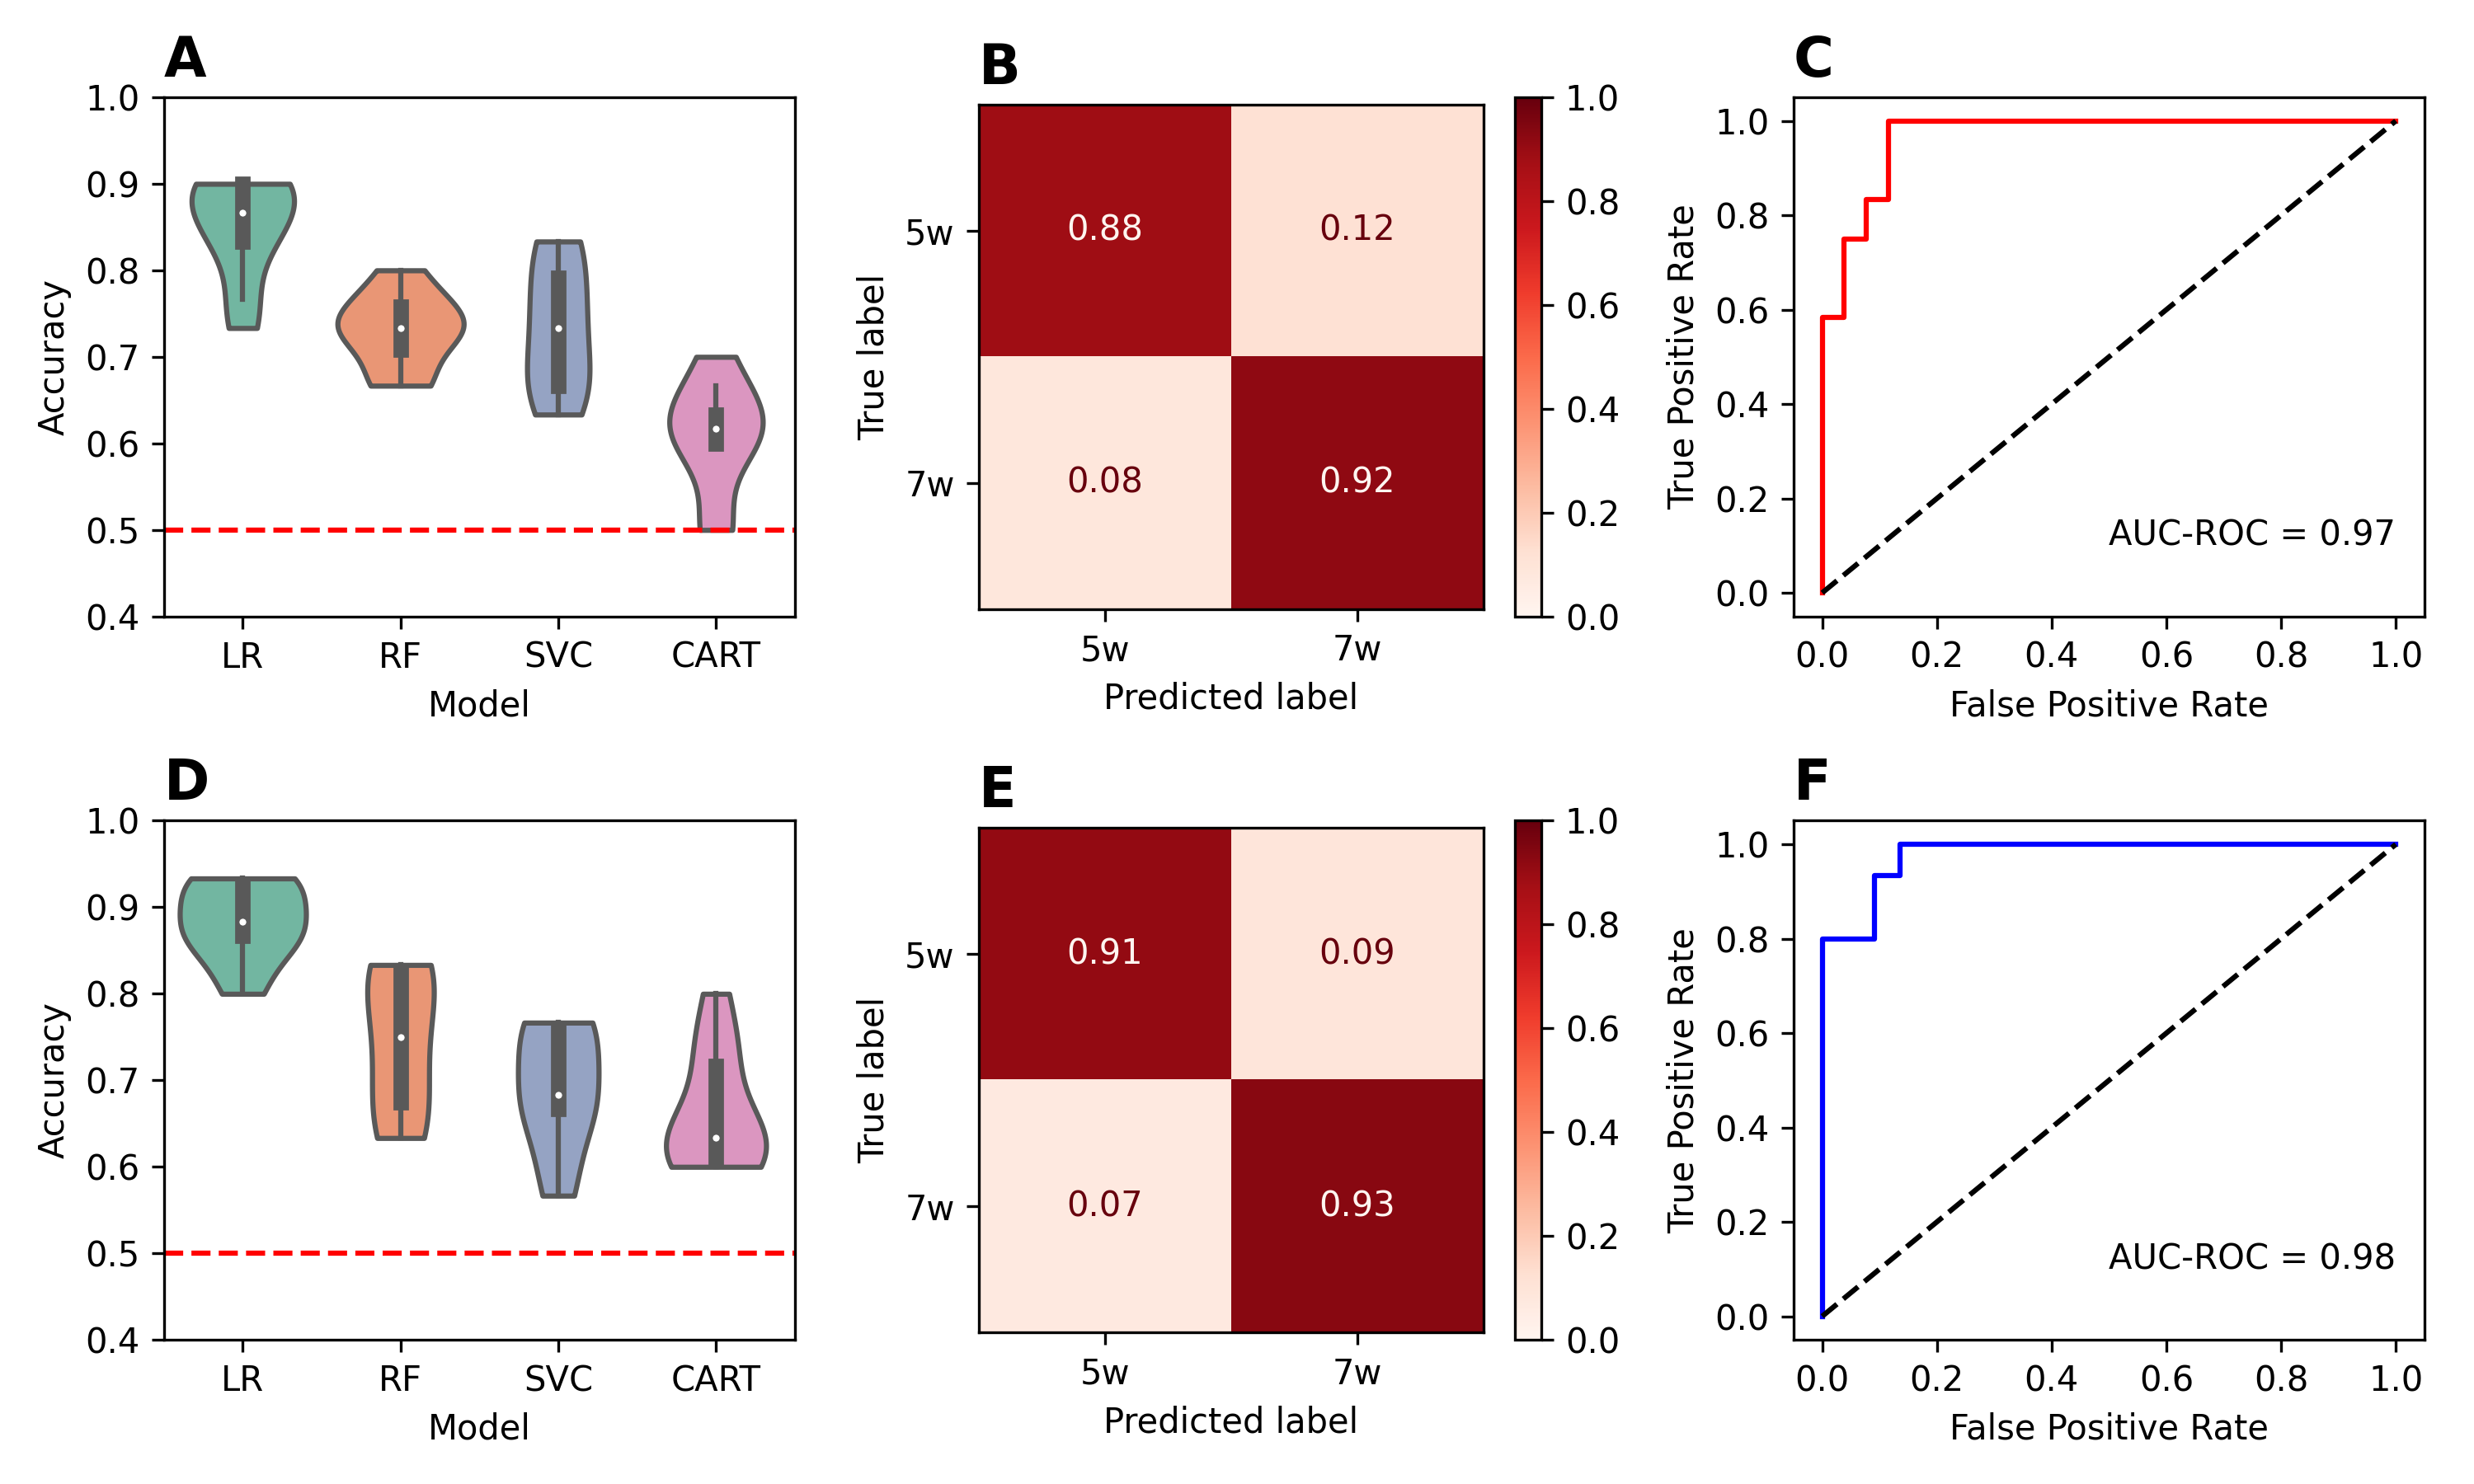 A
1.0
0.9
0.8
0.7
0.6
0.5
0.4
Accuracy
LR RF SVC CART
Model
B
5w
7w
True label
0.88 0.12
0.08 0.92
5w 7w
Predicted label
1.0
0.8
0.6
0.4
0.2
0.0
C
1.0
0.8
0.6
0.4
0.2
0.0
True Positive Rate
AUC-ROC = 0.97
0.0 0.2 0.4 0.6 0.8 1.0
False Positive Rate
D
1.0
0.9
0.8
0.7
0.6
0.5
0.4
Accuracy
LR RF SVC CART
Model
E
5w
7w
True label
0.91 0.09
0.07 0.93
5w 7w
Predicted label
1.0
0.8
0.6
0.4
0.2
0.0
F
1.0
0.8
0.6
0.4
0.2
0.0
True Positive Rate
AUC-ROC = 0.98
0.0 0.2 0.4 0.6 0.8 1.0
False Positive Rate